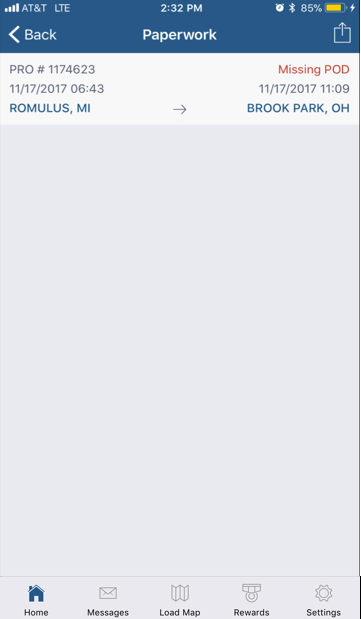 AT&T LTE 2:32 PM 85%
Back Paperwork
PRO # 1174623 Missing POD
11/17/2017 06:43 11/17/2017 11:09
ROMULUS, MI → BROOK PARK, OH
Home Messages Load Map Rewards Settings